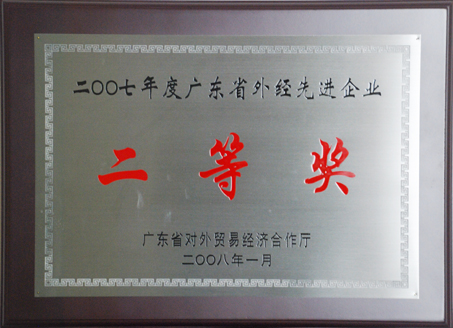 二〇〇七年度广东省外经先进企业
二等奖
广东省对外贸易经济合作厅
二〇〇八年一月